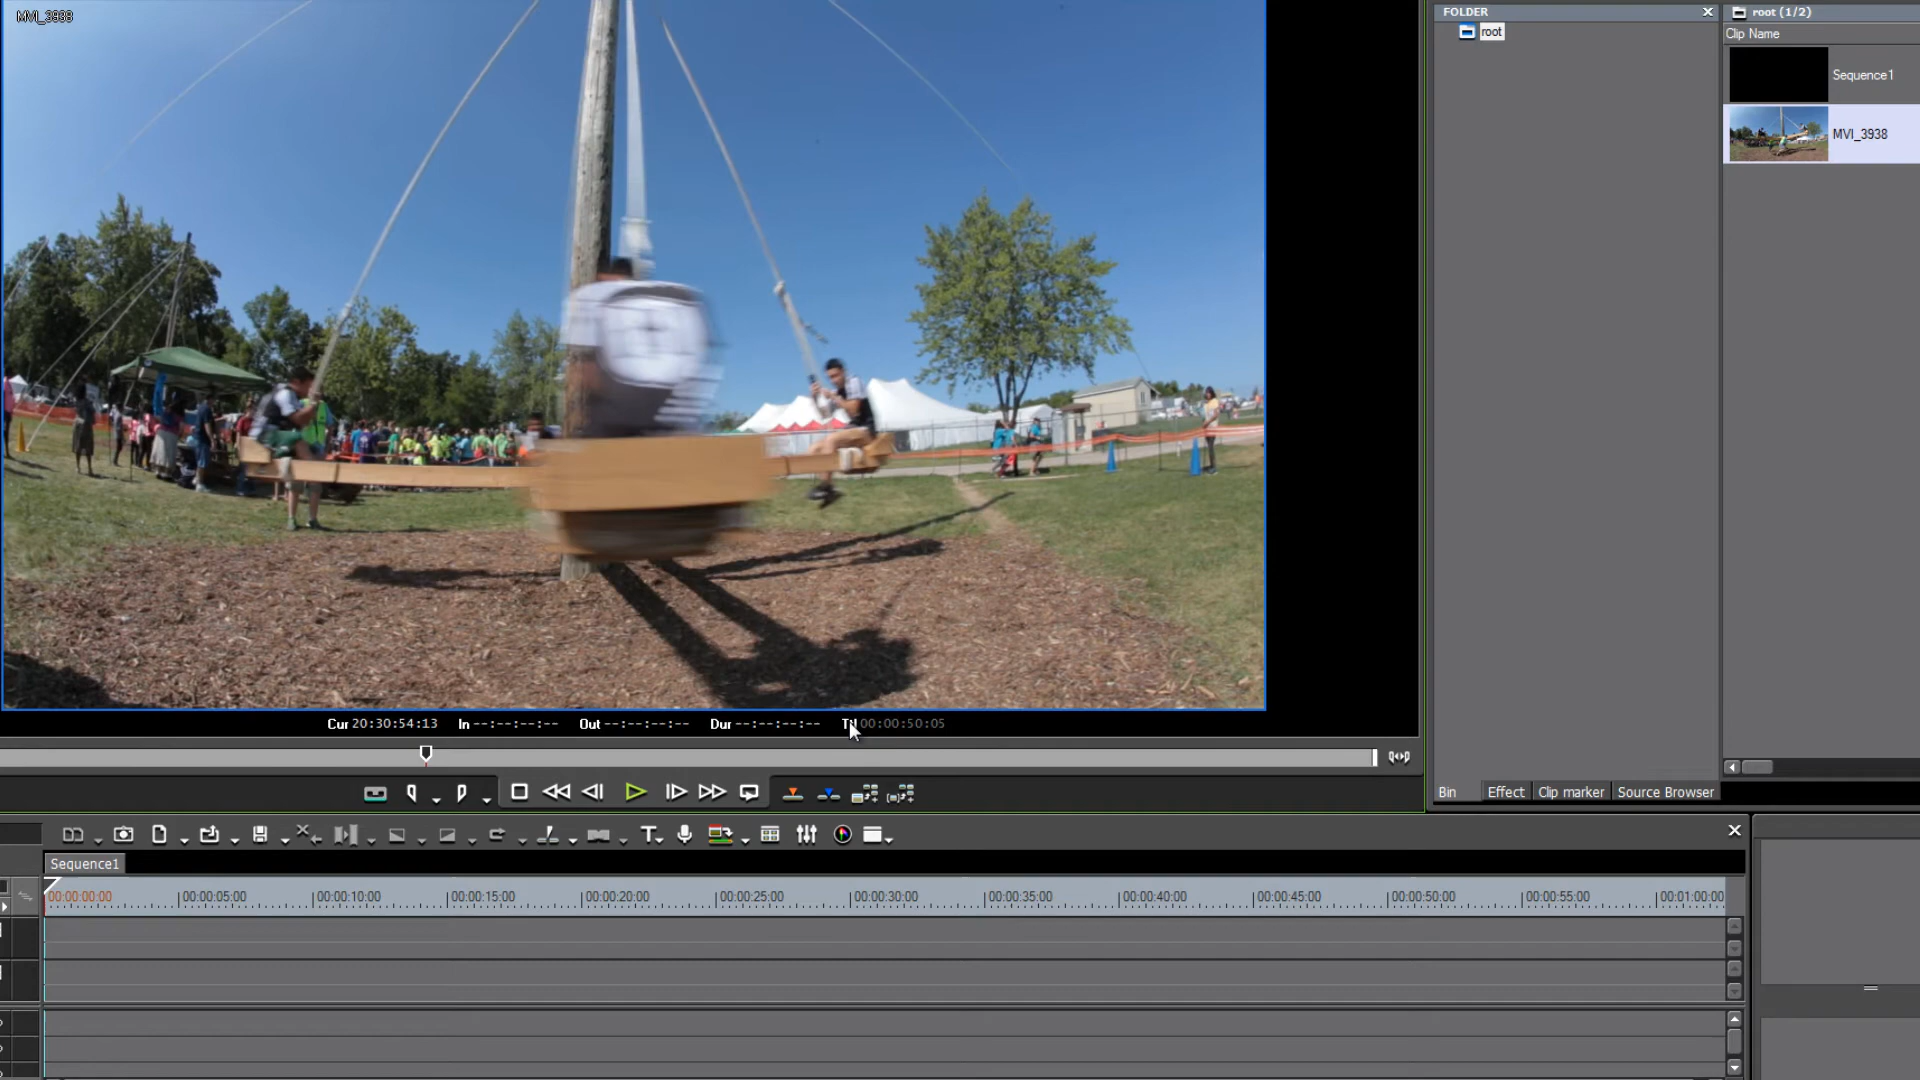 MVI_3938
FOLDER
root
root (1/2)
Clip Name
Sequence1
MVI_3938
Cur 20:30:54:13 In --:--:--:-- Out --:--:--:-- Dur --:--:--:-- Ttl 00:00:50:05
Bin Effect Clip marker Source Browser
Sequence1
00:00:00:00 00:00:05:00 00:00:10:00 00:00:15:00 00:00:20:00 00:00:25:00 00:00:30:00 00:00:35:00 00:00:40:00 00:00:45:00 00:00:50:00 00:00:55:00 00:01:00:00